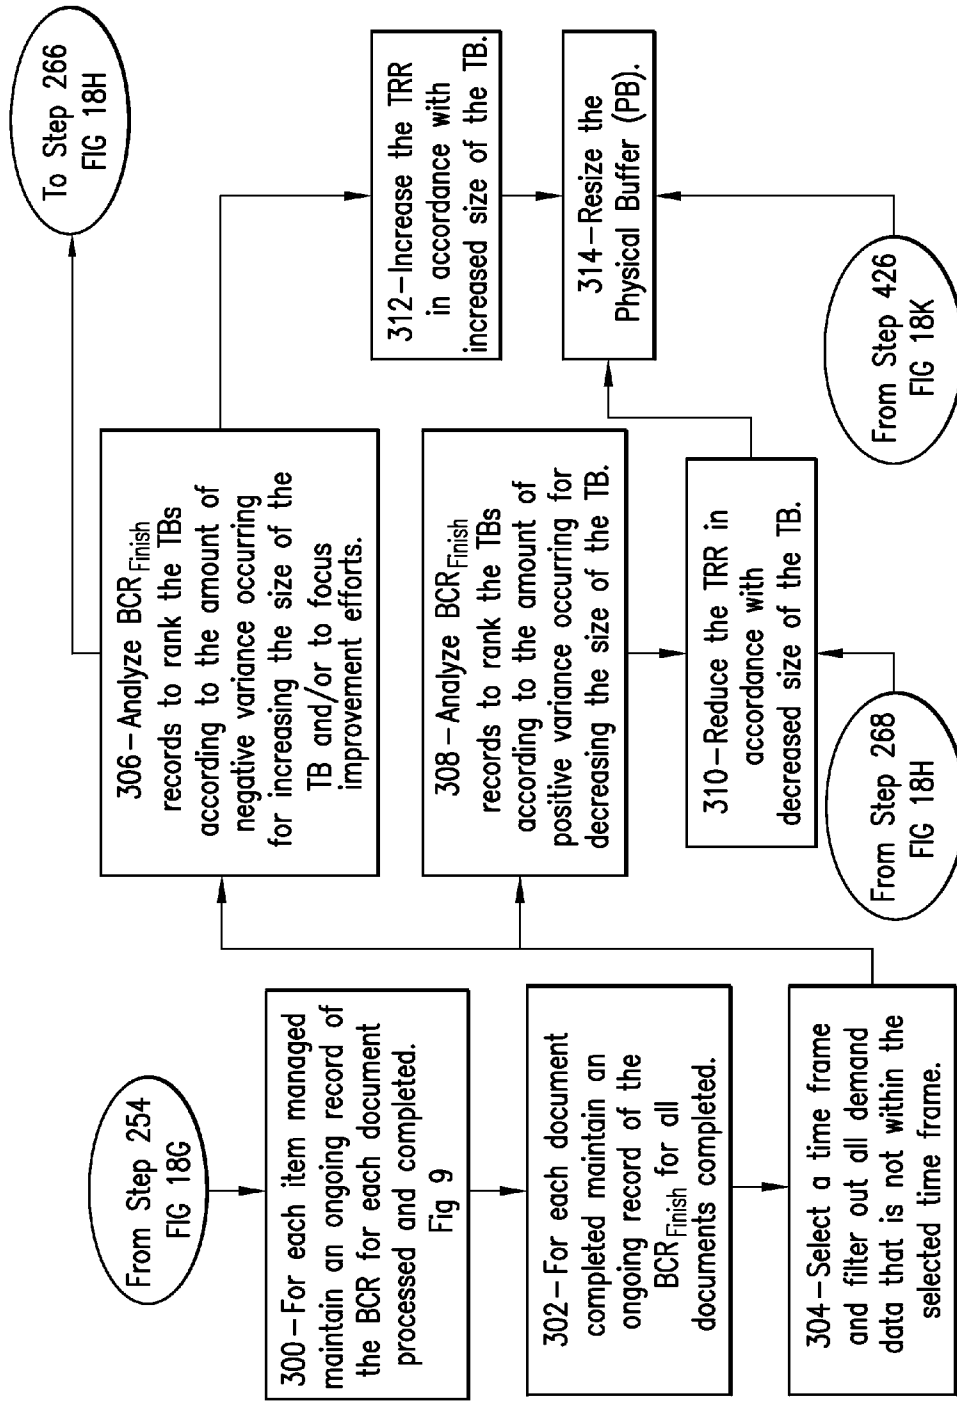 From Step 254
FIG 18G
300–For each item managed
maintain an ongoing record of
the BCR for each document
processed and completed.
Fig 9
302–For each document
completed maintain an
ongoing record of the
BCR Finish for all
documents completed.
304–Select a time frame
and filter out all demand
data that is not within the
selected time frame.
To Step 266
FIG 18H
306–Analyze BCR Finish
records to rank the TBs
according to the amount of
negative variance occurring
for increasing the size of the
TB and/or to focus
improvement efforts.
308–Analyze BCR Finish
records to rank the TBs
according to the amount of
positive variance occurring for
decreasing the size of the TB.
310–Reduce the TRR in
accordance with
decreased size of the TB.
From Step 268
FIG 18H
312–Increase the TRR
in accordance with
increased size of the TB.
314–Resize the
Physical Buffer (PB).
From Step 426
FIG 18K